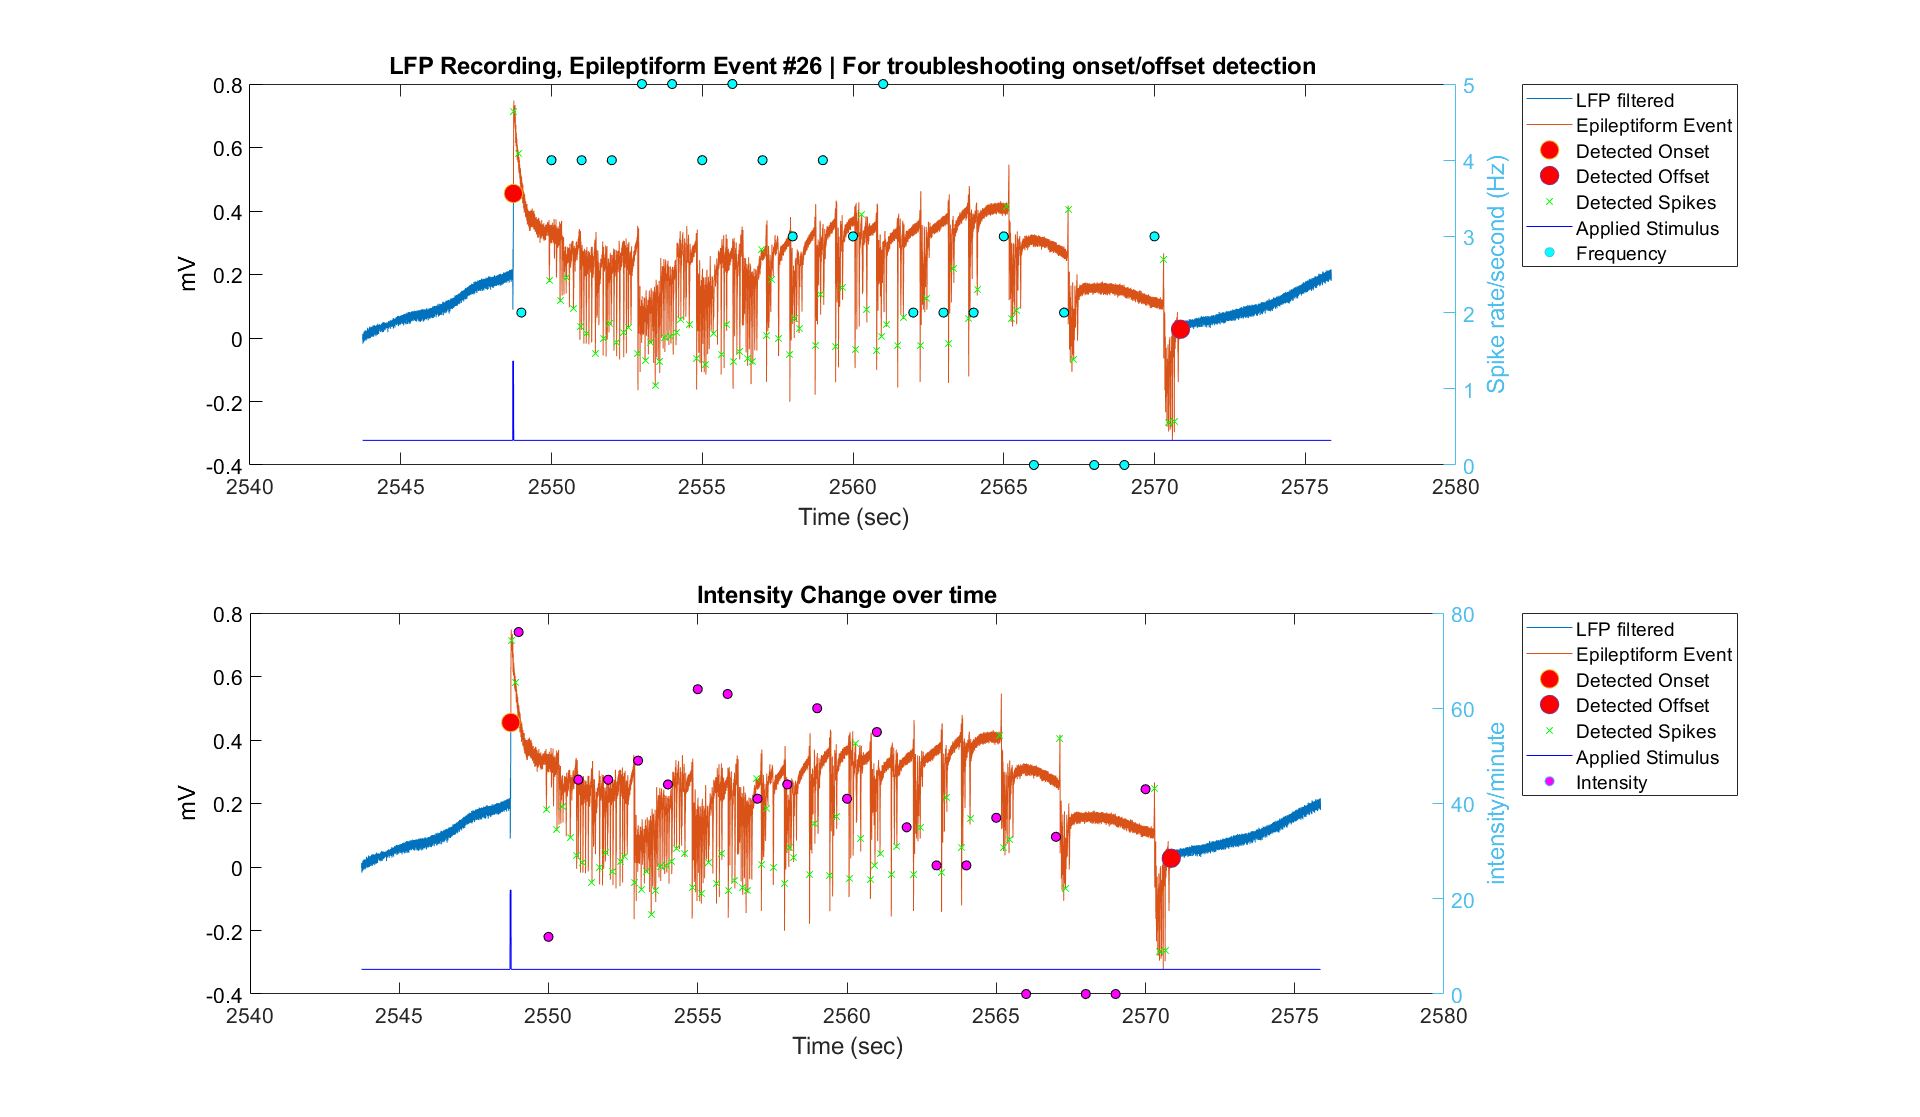 LFP Recording, Epileptiform Event #26 | For troubleshooting onset/offset detection
0.8
0.6
0.4
0.2
0
-0.2
-0.4
mV
5
4
3
2
1
0
Spike rate/second (Hz)
2540 2545 2550 2555 2560 2565 2570 2575 2580
Time (sec)
LFP filtered
Epileptiform Event
Detected Onset
Detected Offset
Detected Spikes
Applied Stimulus
Frequency
Intensity Change over time
0.8
0.6
0.4
0.2
0
-0.2
-0.4
mV
80
60
40
20
0
intensity/minute
2540 2545 2550 2555 2560 2565 2570 2575 2580
Time (sec)
LFP filtered
Epileptiform Event
Detected Onset
Detected Offset
Detected Spikes
Applied Stimulus
Intensity